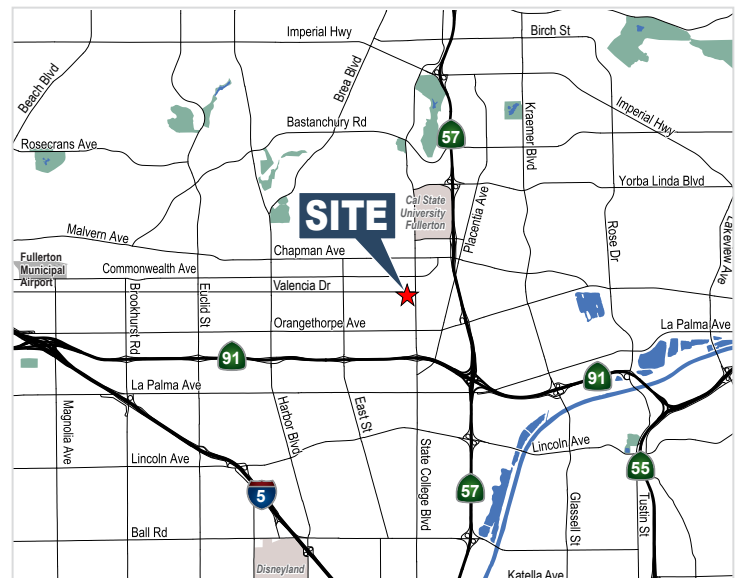 Imperial Hwy
Birch St
Beach Blvd
Brea Blvd
Imperial Hwy
Bastanchury Rd
Kraemer Blvd
57
Rosecrans Ave
Yorba Linda Blvd
SITE
Cal State
University
Fullerton
Placentia Ave
Malvern Ave
Rose Dr
Lakeview Ave
Chapman Ave
Fullerton
Municipal
Airport
Commonwealth Ave
Valencia Dr
Brookhurst Rd
Euclid St
Orangethorpe Ave
La Palma Ave
91
91
La Palma Ave
Magnolia Ave
Harbor Blvd
East St
State College Blvd
Lincoln Ave
Lincoln Ave
55
5
57
Glassell St
Tustin St
Ball Rd
Disneyland
Katella Ave